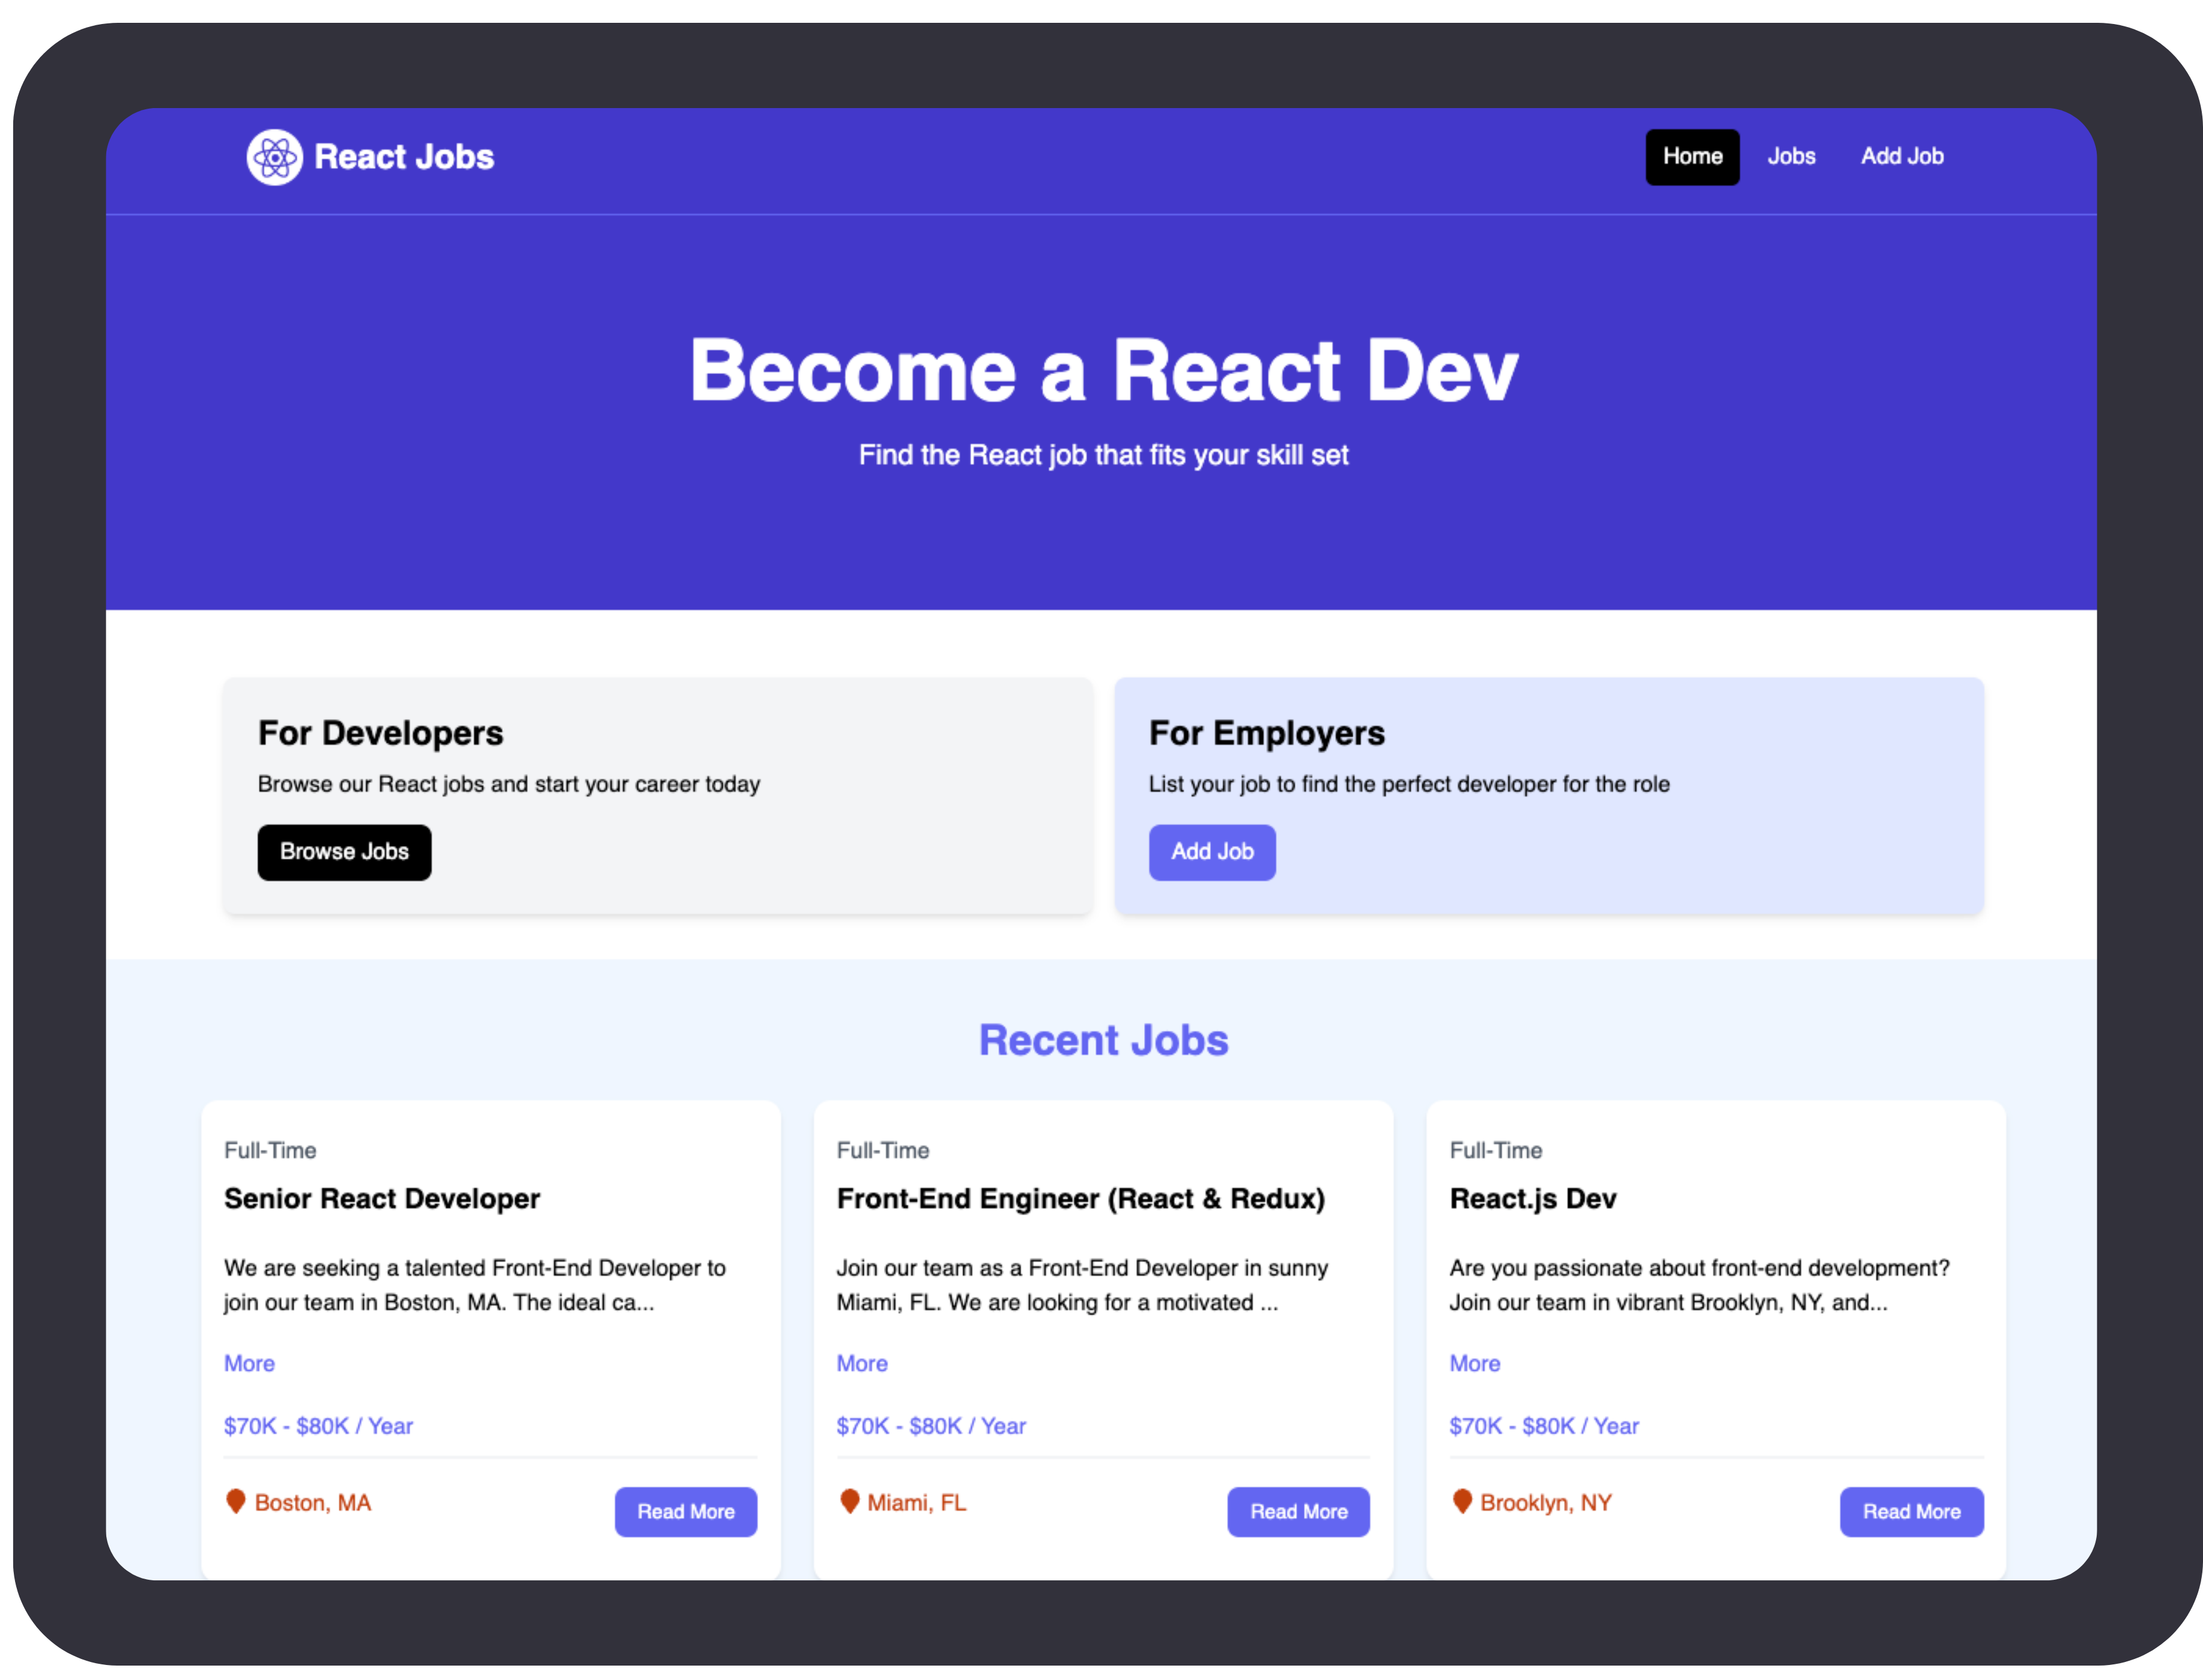 React Jobs
Home
Jobs
Add Job
Become a React Dev
Find the React job that fits your skill set
For Developers
Browse our React jobs and start your career today
Browse Jobs
For Employers
List your job to find the perfect developer for the role
Add Job
Recent Jobs
Full-Time
Senior React Developer
We are seeking a talented Front-End Developer to
join our team in Boston, MA. The ideal ca...
More
$70K - $80K / Year
Boston, MA
Read More
Full-Time
Front-End Engineer (React & Redux)
Join our team as a Front-End Developer in sunny
Miami, FL. We are looking for a motivated ...
More
$70K - $80K / Year
Miami, FL
Read More
Full-Time
React.js Dev
Are you passionate about front-end development?
Join our team in vibrant Brooklyn, NY, and...
More
$70K - $80K / Year
Brooklyn, NY
Read More